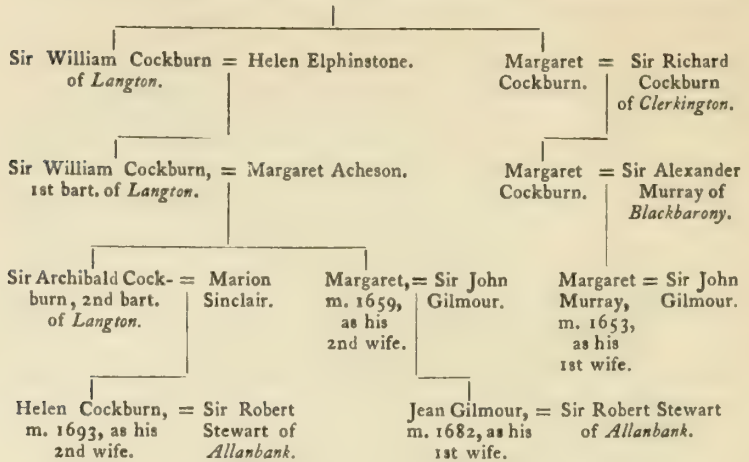 Sir William Cockburn = Helen Elphinstone.
of Langton.
Margaret = Sir Richard
Cockburn. Cockburn
of Clerkington.
Sir William Cockburn, = Margaret Acheson.
1st bart. of Langton.
Margaret = Sir Alexander
Cockburn. Murray of
Blackbarony.
Sir Archibald Cock- = Marion
burn, 2nd bart. Sinclair.
of Langton.
Margaret, = Sir John
m. 1659, Gilmour.
as his
2nd wife.
Margaret = Sir John
Murray, Gilmour.
m. 1653,
as his
1st wife.
Helen Cockburn, = Sir Robert
m. 1693, as his Stewart of
2nd wife. Allanbank.
Jean Gilmour, = Sir Robert Stewart
m. 1682, as his of Allanbank.
1st wife.